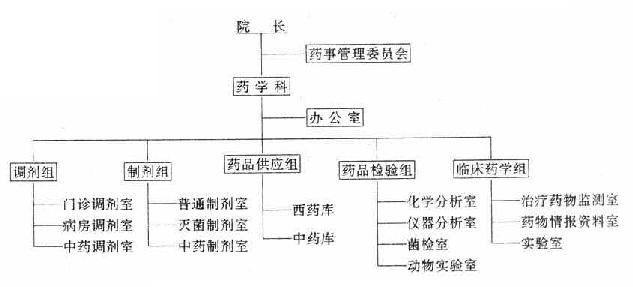 院 长
药事管理委员会
药学科
办公室
调剂组 制剂组 药品供应组 药品检验组 临床药学组
门诊调剂室 普通制剂室 西药库 化学分析室 治疗药物监测室
病房调剂室 灭菌制剂室 中药库 仪器分析室 药物情报资料室
中药调剂室 中药制剂室 菌检室 实验室
动物实验室